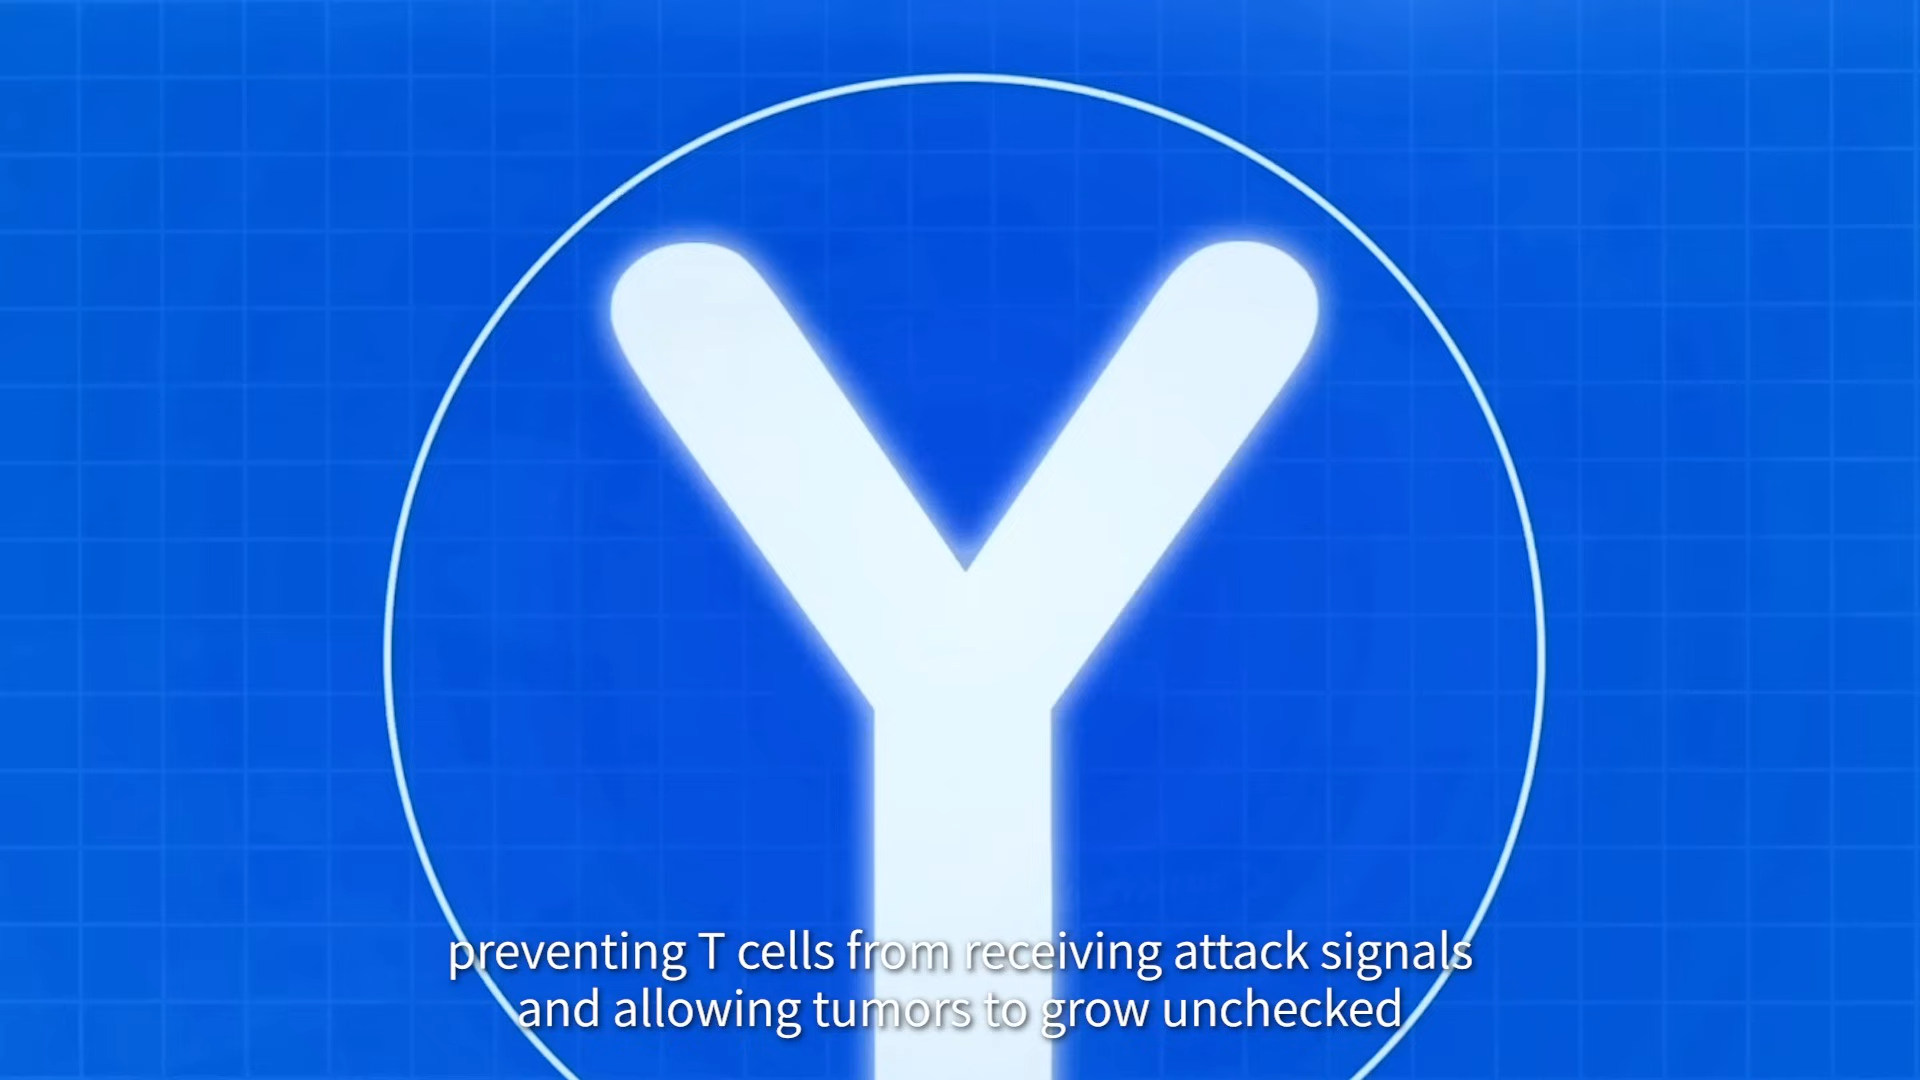 preventing T cells from receiving attack signals
and allowing tumors to grow unchecked